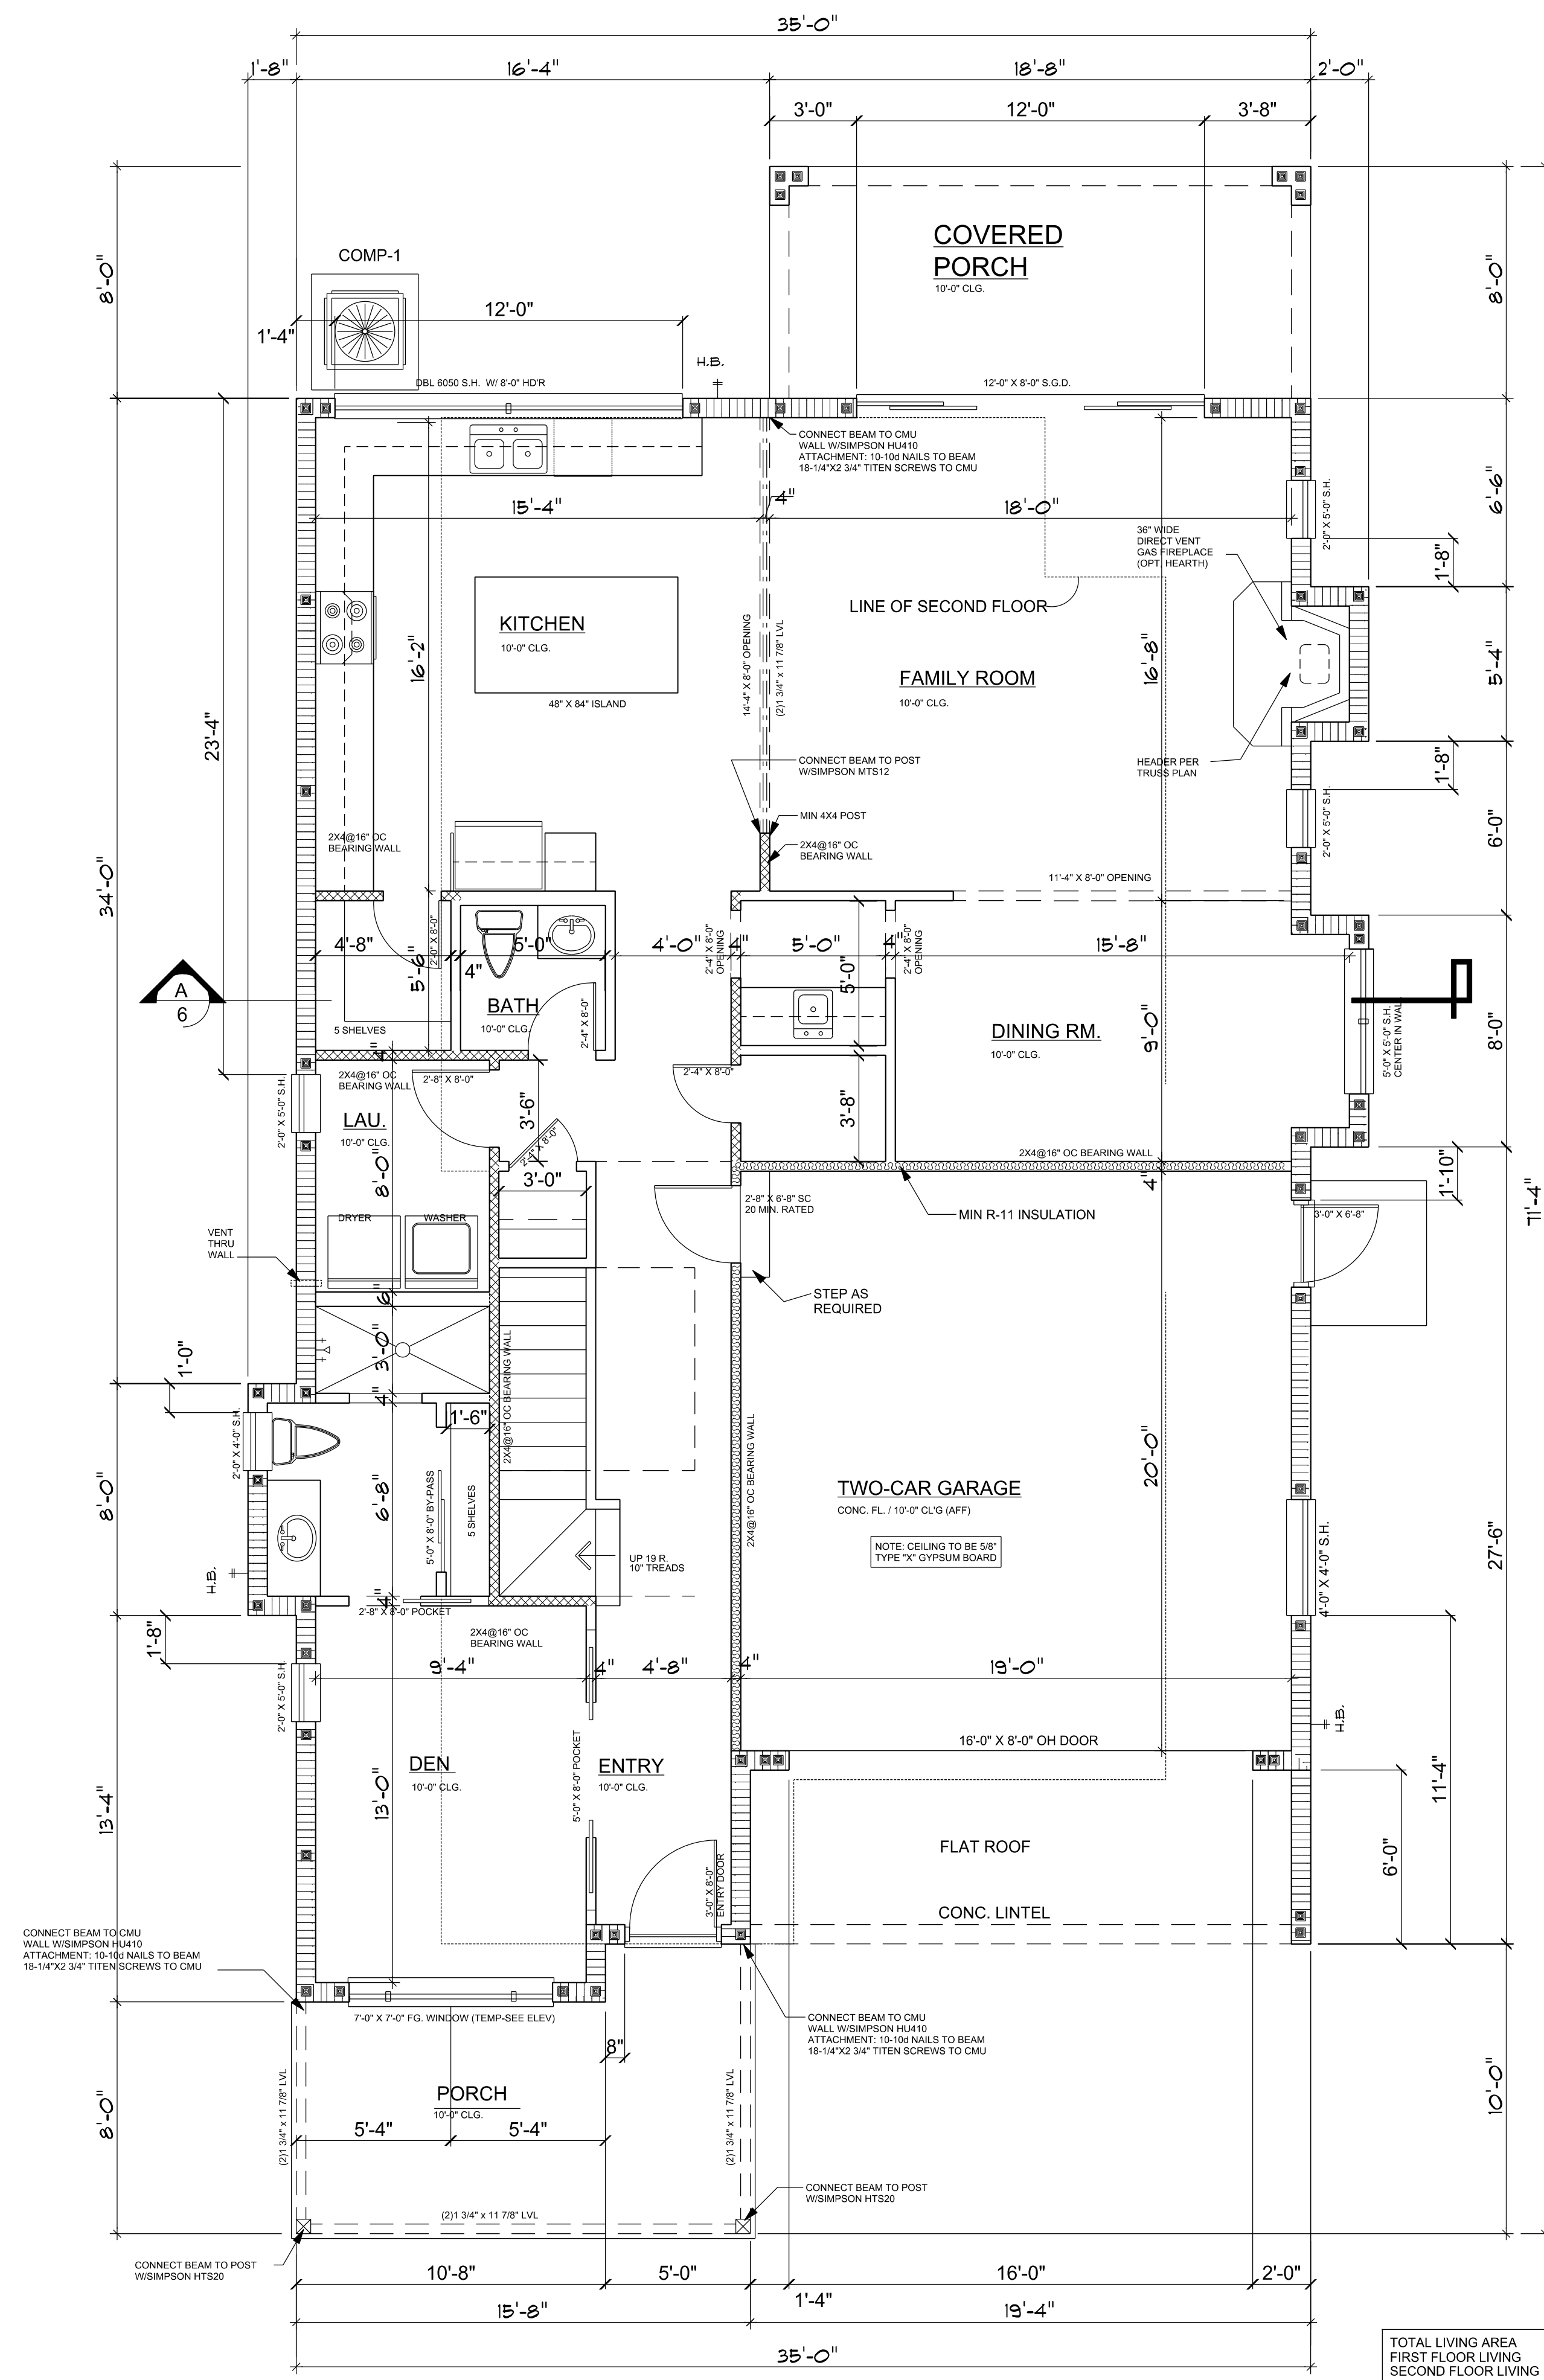 35'-0"
1'-8" 16'-4" 18'-8" 2'-0"
3'-0" 12'-0" 3'-8"
COVERED
PORCH
10'-0" CLG.
COMP-1
8'-0"
8'-0"
12'-0"
1'-4"
H.B.
DBL 6050 S.H. W/ 8'-0" HD'R
12'-0" X 8'-0" S.G.D.
CONNECT BEAM TO CMU
WALL W/SIMPSON HU410
ATTACHMENT: 10-10d NAILS TO BEAM
18-1/4"X2 3/4" TITEN SCREWS TO CMU
15'-4"
4"
18'-0"
2'-0" X 5'-0" S.H.
6'-6"
36" WIDE
DIRECT VENT
GAS FIREPLACE
(OPT. HEARTH)
1'-8"
LINE OF SECOND FLOOR
KITCHEN
10'-0" CLG.
16'-2"
14'-4" X 8'-0" OPENING
(2)1 3/4" x 11 7/8" LVL
16'-8"
FAMILY ROOM
10'-0" CLG.
48" X 84" ISLAND
5'-4"
23'-4"
34'-0"
CONNECT BEAM TO POST
W/SIMPSON MTS12
HEADER PER
TRUSS PLAN
1'-8"
MIN 4X4 POST
2X4@16" OC
BEARING WALL
2X4@16" OC
BEARING WALL
2'-0" X 5'-0" S.H.
6'-0"
11'-4" X 8'-0" OPENING
4'-8"
5'-6"
2'-0" X 8'-0"
4"
5'-0"
4'-0"
2'-4" X 8'-0"
OPENING
4"
5'-0"
5'-0"
4"
2'-4" X 8'-0"
OPENING
15'-8"
A
6
BATH
10'-0" CLG.
2'-4" X 8'-0"
5 SHELVES
DINING RM.
10'-0" CLG.
9'-0"
5'-0" X 5'-0" S.H.
CENTER IN WALL
8'-0"
4"
2X4@16" OC
BEARING WALL
2'-8" X 8'-0"
2'-4" X 8'-0"
2'-0" X 5'-0" S.H.
LAU.
10'-0" CLG.
3'-6"
3'-8"
2'-4" X 8'-0"
2X4@16" OC BEARING WALL
8'-0"
3'-0"
4"
1'-10"
2'-8" X 6'-8" SC
20 MIN. RATED
MIN R-11 INSULATION
3'-0" X 6'-8"
71'-4"
DRYER
WASHER
VENT
THRU
WALL
6"
STEP AS
REQUIRED
3'-0"
1'-0"
4"
2X4@16" OC BEARING WALL
1'-6"
2'-0" X 4'-0" S.H.
2X4@16" OC BEARING WALL
20'-0"
8'-0"
6'-8"
5'-0" X 8'-0" BY-PASS
5 SHELVES
TWO-CAR GARAGE
CONC. FL. / 10'-0" CL'G (AFF)
NOTE: CEILING TO BE 5/8"
TYPE "X" GYPSUM BOARD
4'-0" X 4'-0" S.H.
27'-6"
UP 19 R.
10" TREADS
H.B.
4"
2'-8" X 8'-0" POCKET
1'-8"
2X4@16" OC
BEARING WALL
2'-0" X 5'-0" S.H.
9'-4"
4"
4'-8"
4"
19'-0"
H.B.
16'-0" X 8'-0" OH DOOR
DEN
10'-0" CLG.
13'-0"
13'-4"
5'-0" X 8'-0" POCKET
ENTRY
10'-0" CLG.
11'-4"
6'-0"
FLAT ROOF
3'-0" X 8'-0"
ENTRY DOOR
CONC. LINTEL
CONNECT BEAM TO CMU
WALL W/SIMPSON HU410
ATTACHMENT: 10-10d NAILS TO BEAM
18-1/4"X2 3/4" TITEN SCREWS TO CMU
7'-0" X 7'-0" FG. WINDOW (TEMP-SEE ELEV)
CONNECT BEAM TO CMU
WALL W/SIMPSON HU410
ATTACHMENT: 10-10d NAILS TO BEAM
18-1/4"X2 3/4" TITEN SCREWS TO CMU
8"
(2)1 3/4" x 11 7/8" LVL
(2)1 3/4" x 11 7/8" LVL
8'-0"
PORCH
10'-0" CLG.
10'-0"
5'-4" 5'-4"
CONNECT BEAM TO POST
W/SIMPSON HTS20
(2)1 3/4" x 11 7/8" LVL
CONNECT BEAM TO POST
W/SIMPSON HTS20
10'-8" 5'-0" 16'-0" 2'-0"
1'-4"
15'-8" 19'-4"
35'-0"
TOTAL LIVING AREA
FIRST FLOOR LIVING
SECOND FLOOR LIVING